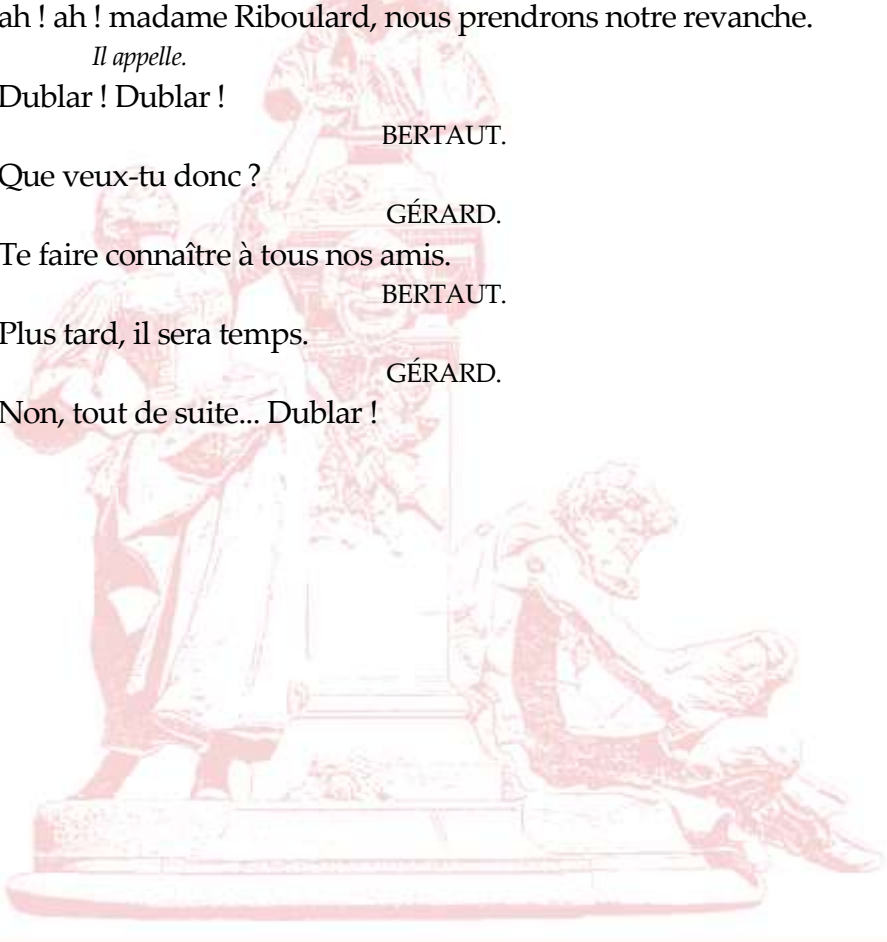 ah ! ah ! madame Riboulard, nous prendrons notre revanche.
Il appelle.
Dublar ! Dublar !
BERTAUT.
Que veux-tu donc ?
GÉRARD.
Te faire connaître à tous nos amis.
BERTAUT.
Plus tard, il sera temps.
GÉRARD.
Non, tout de suite... Dublar !